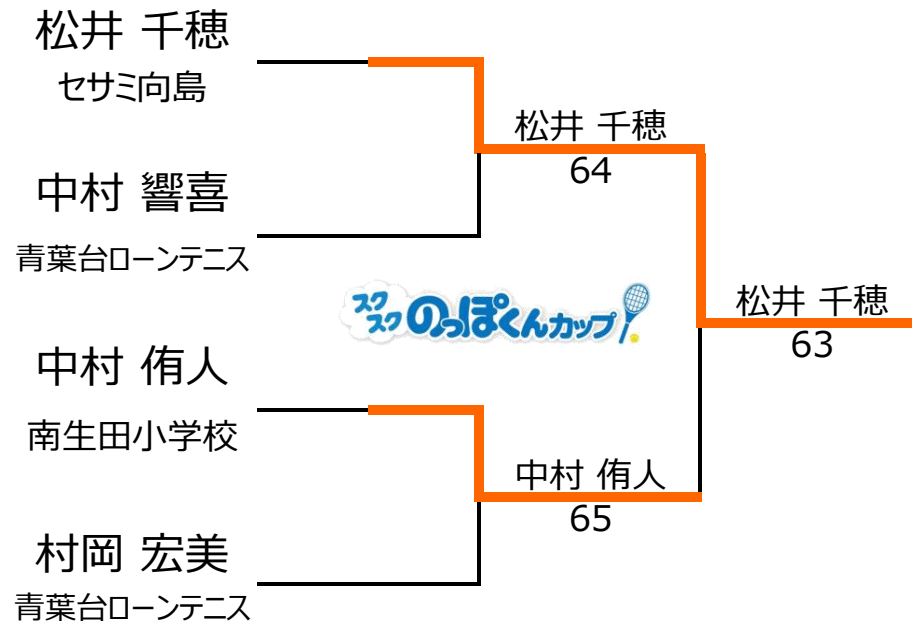 松井 千穂
セサミ向島
松井 千穂
64
中村 響喜
青葉台ローンテニス
スクスクのっぽくんカップ
松井 千穂
63
中村 侑人
南生田小学校
中村 侑人
65
村岡 宏美
青葉台ローンテニス